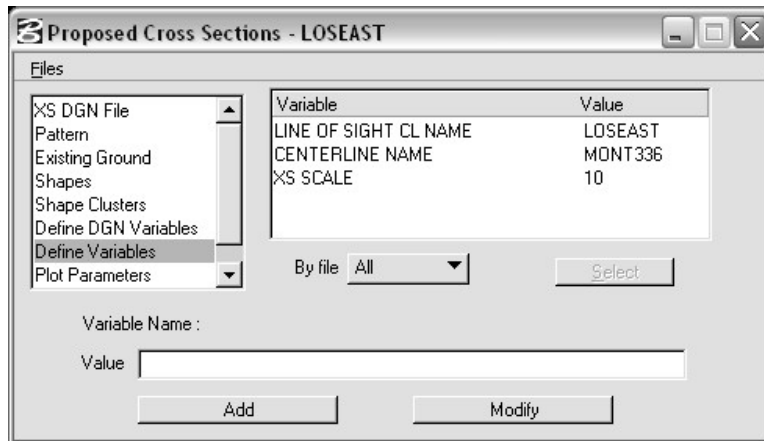 Proposed Cross Sections - LOSEAST
Files
XS DGN File
Pattern
Existing Ground
Shapes
Shape Clusters
Define DGN Variables
Define Variables
Plot Parameters
Variable Value
LINE OF SIGHT CL NAME LOSEAST
CENTERLINE NAME MONT336
XS SCALE 10
By file All Select
Variable Name :
Value
Add Modify